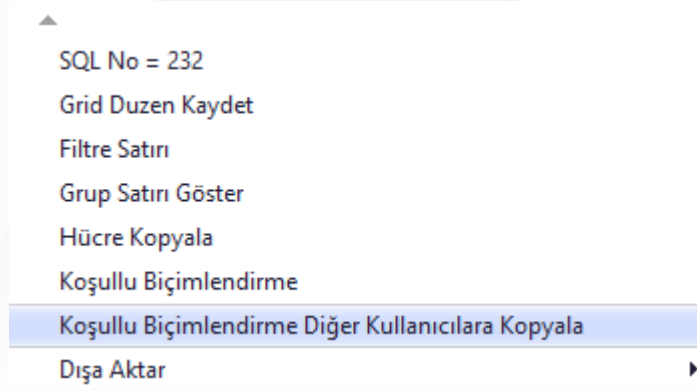 SQL No = 232
Grid Duzen Kaydet
Filtre Satırı
Grup Satırı Göster
Hücre Kopyala
Koşullu Biçimlendirme
Koşullu Biçimlendirme Diğer Kullanıcılara Kopyala
Dışa Aktar